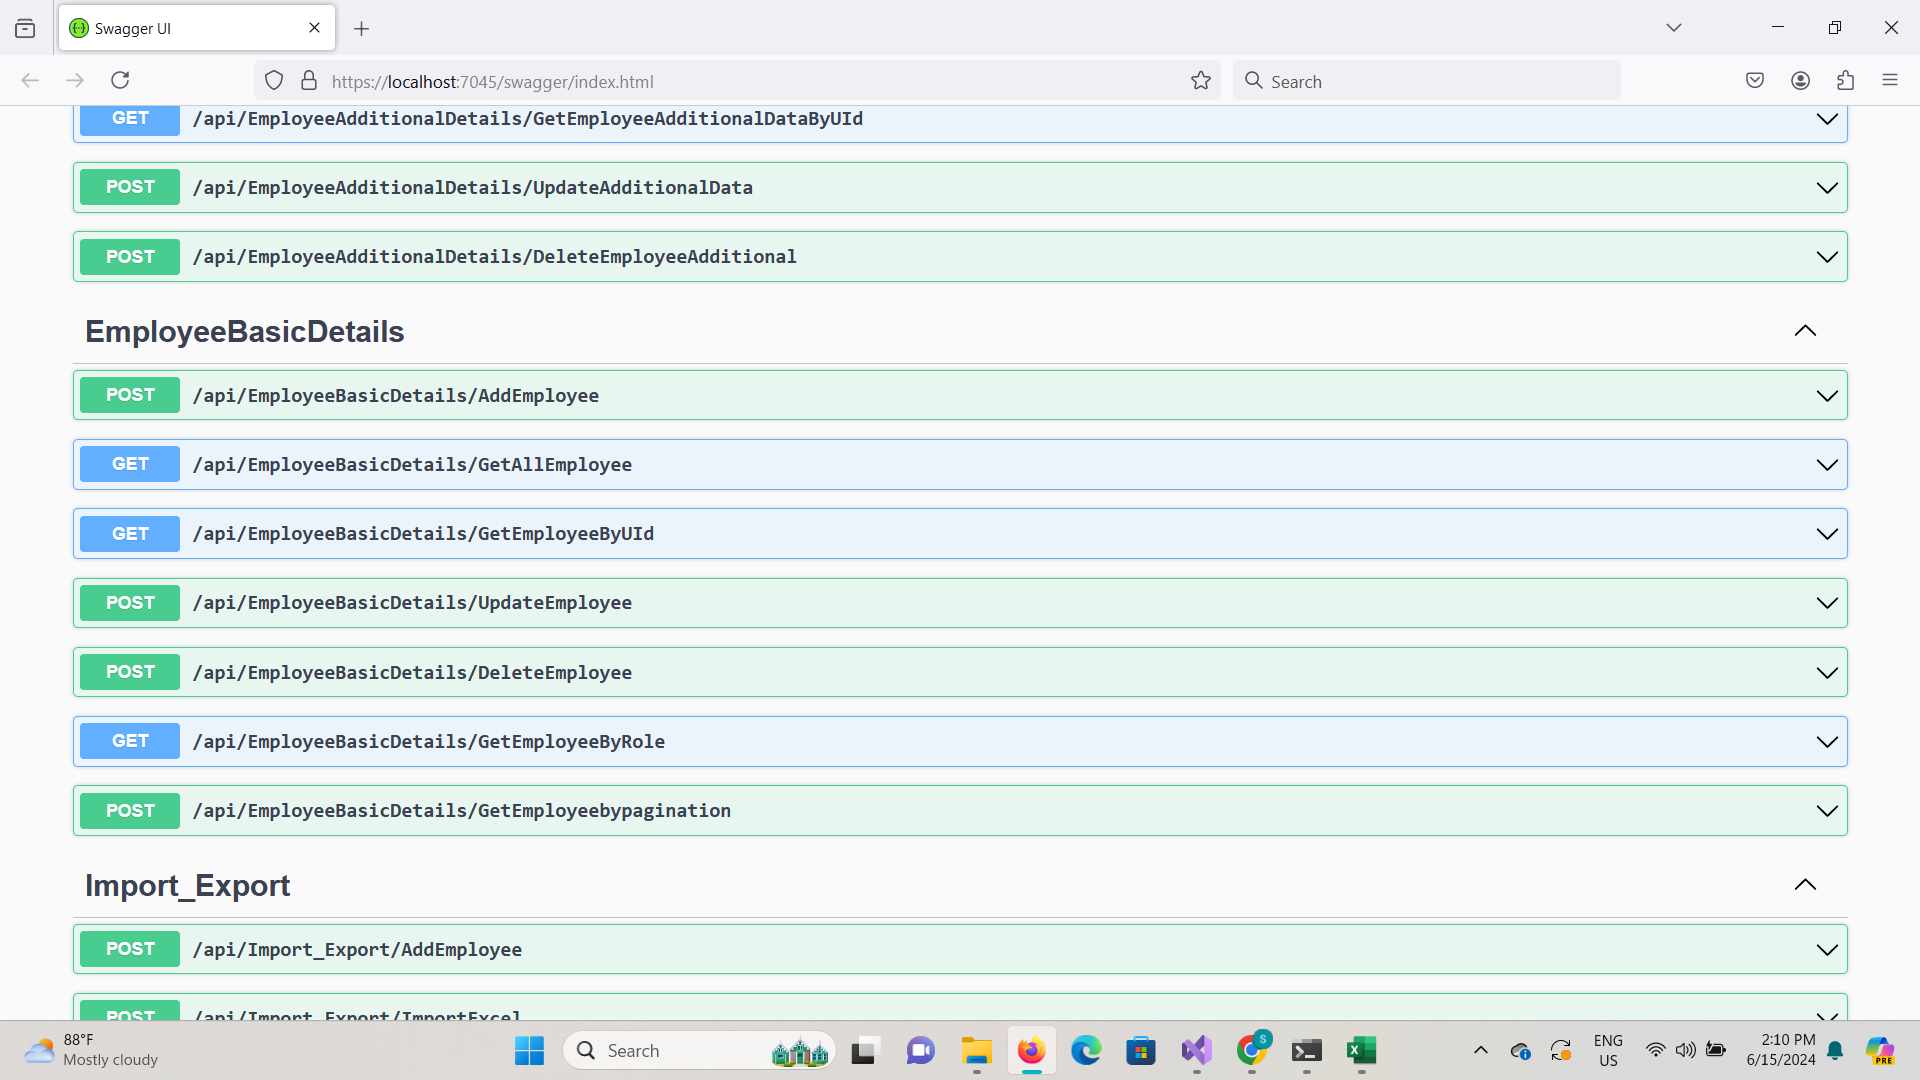 Swagger UI
https://localhost:7045/swagger/index.html
Search
GET /api/EmployeeAdditionalDetails/GetEmployeeAdditionalDataByUId
POST /api/EmployeeAdditionalDetails/UpdateAdditionalData
POST /api/EmployeeAdditionalDetails/DeleteEmployeeAdditional
EmployeeBasicDetails
POST /api/EmployeeBasicDetails/AddEmployee
GET /api/EmployeeBasicDetails/GetAllEmployee
GET /api/EmployeeBasicDetails/GetEmployeeByUId
POST /api/EmployeeBasicDetails/UpdateEmployee
POST /api/EmployeeBasicDetails/DeleteEmployee
GET /api/EmployeeBasicDetails/GetEmployeeByRole
POST /api/EmployeeBasicDetails/GetEmployeebypagination
Import_Export
POST /api/Import_Export/AddEmployee
POST /api/Import_Export/ImportExcel
88°F
Mostly cloudy
Search
S
ENG
US
2:10 PM
6/15/2024
PRE